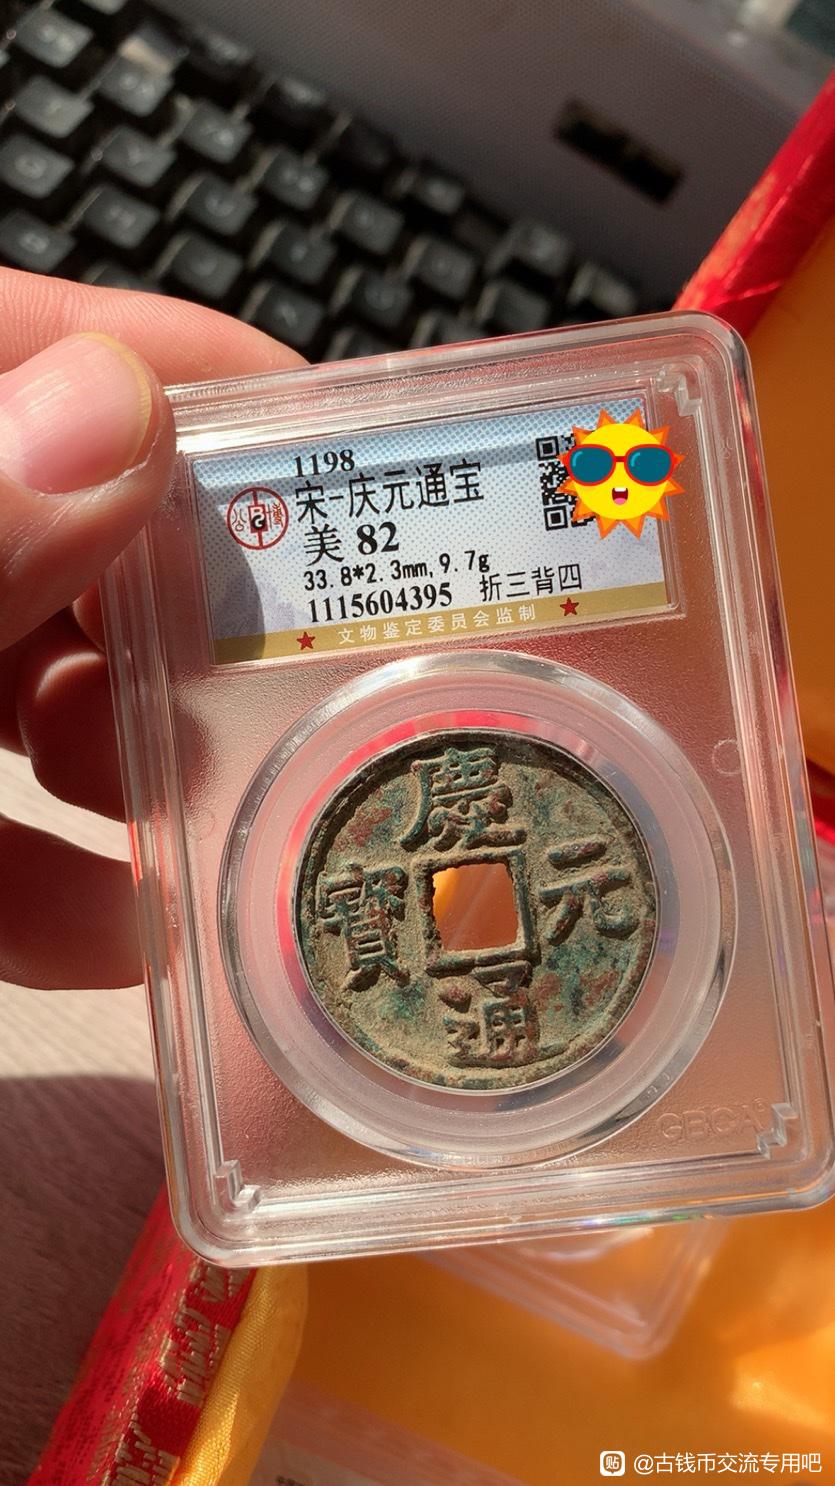 1198
宋-庆元通宝
美 82
33.8*2.3mm,9.7g
1115604395 折三背四
★ 文物鉴定委员会监制 ★
公 博
慶
元
通
寶
GBCA
@古钱币交流专用吧